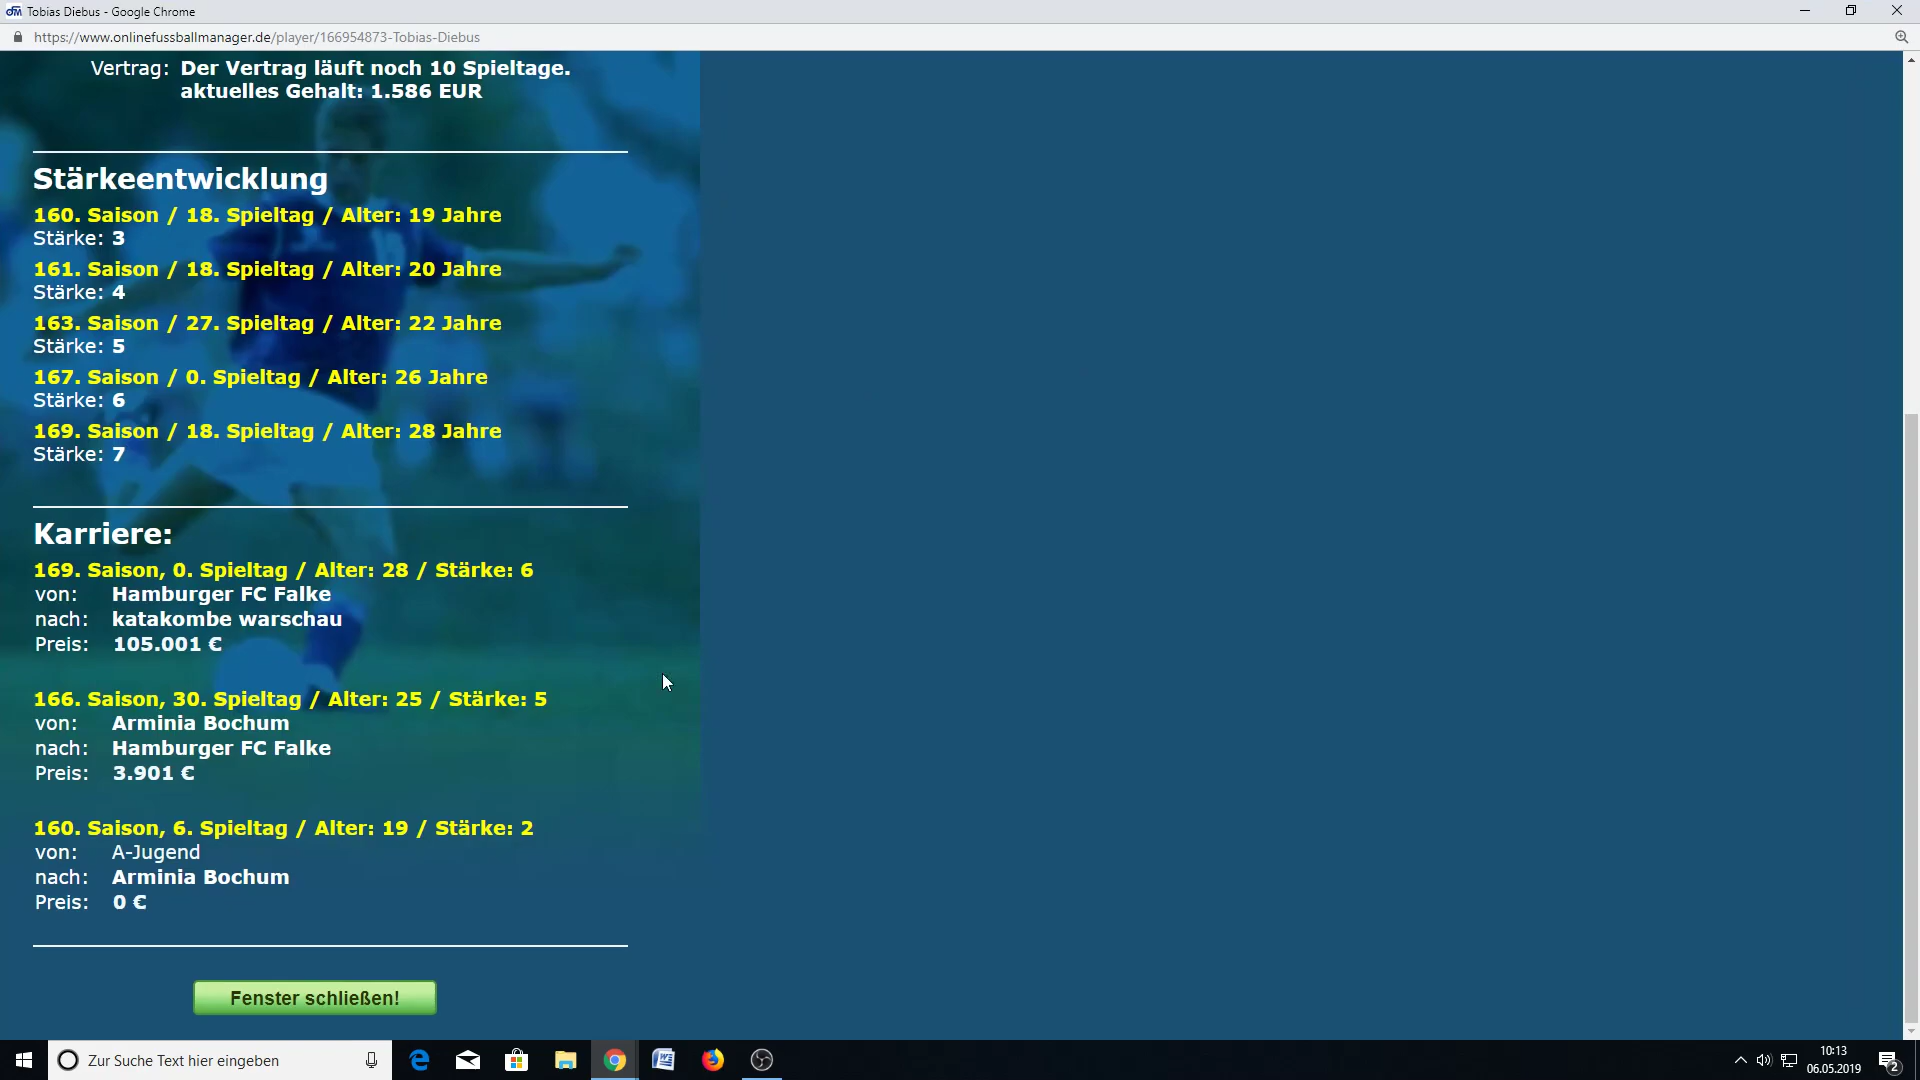 Tobias Diebus - Google Chrome
https://www.onlinefussballmanager.de/player/166954873-Tobias-Diebus
Vertrag: Der Vertrag läuft noch 10 Spieltage.
aktuelles Gehalt: 1.586 EUR
Stärkeentwicklung
160. Saison / 18. Spieltag / Alter: 19 Jahre
Stärke: 3
161. Saison / 18. Spieltag / Alter: 20 Jahre
Stärke: 4
163. Saison / 27. Spieltag / Alter: 22 Jahre
Stärke: 5
167. Saison / 0. Spieltag / Alter: 26 Jahre
Stärke: 6
169. Saison / 18. Spieltag / Alter: 28 Jahre
Stärke: 7
Karriere:
169. Saison, 0. Spieltag / Alter: 28 / Stärke: 6
von: Hamburger FC Falke
nach: katakombe warschau
Preis: 105.001 €
166. Saison, 30. Spieltag / Alter: 25 / Stärke: 5
von: Arminia Bochum
nach: Hamburger FC Falke
Preis: 3.901 €
160. Saison, 6. Spieltag / Alter: 19 / Stärke: 2
von: A-Jugend
nach: Arminia Bochum
Preis: 0 €
Fenster schließen!
Zur Suche Text hier eingeben
10:13
06.05.2019
2